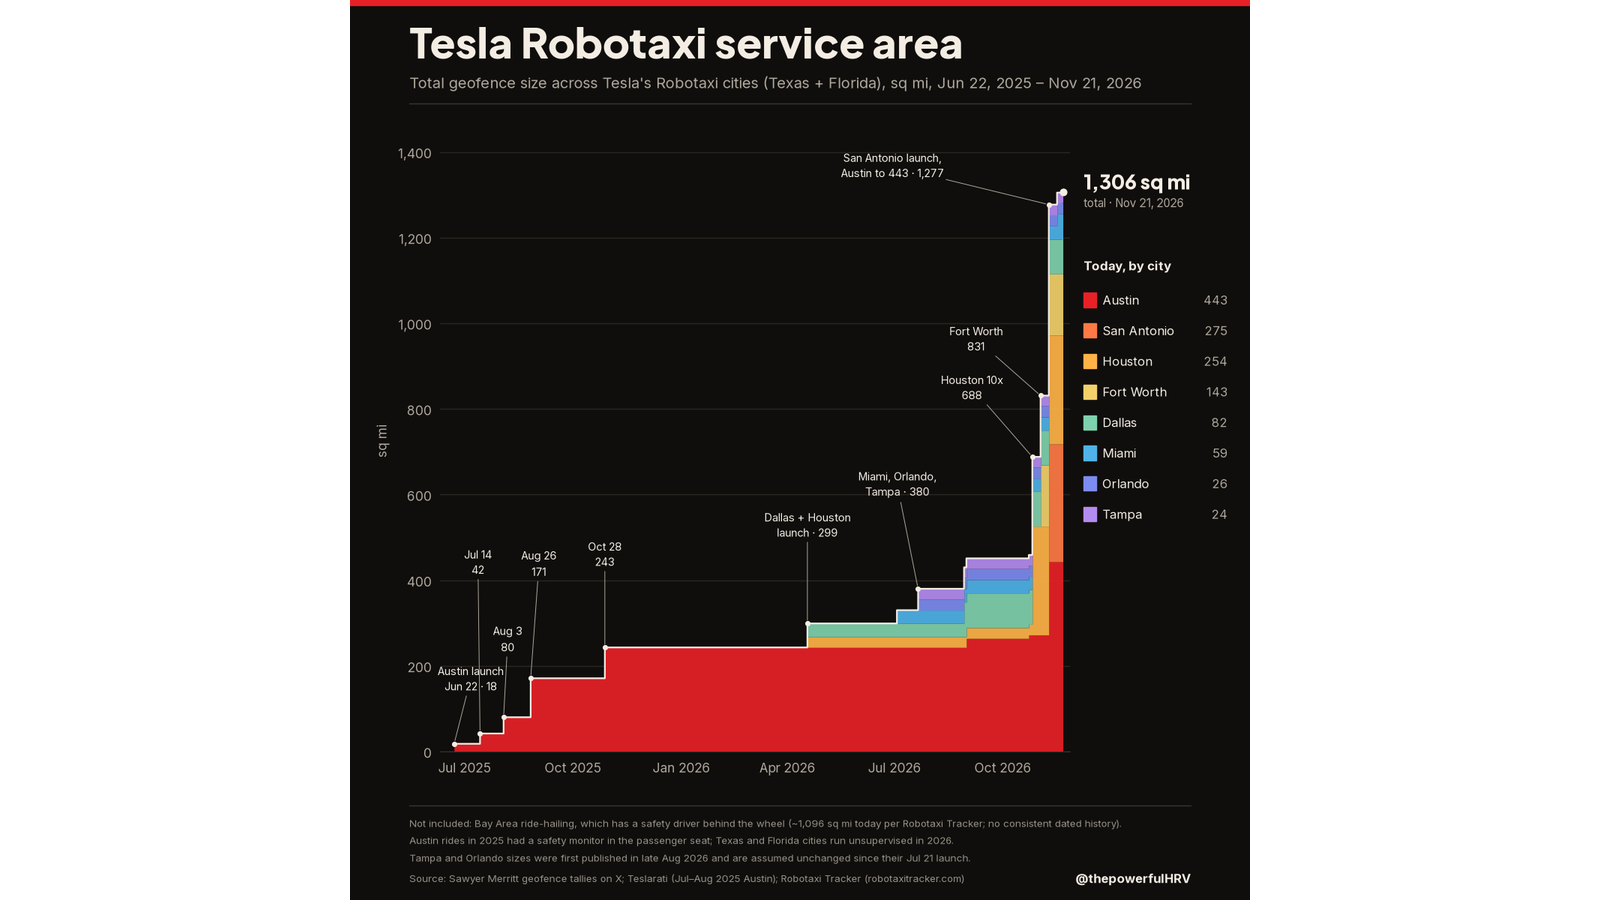 Tesla Robotaxi service area
Total geofence size across Tesla's Robotaxi cities (Texas + Florida), sq mi, Jun 22, 2025 – Nov 21, 2026
1,400
1,200
1,000
800
600
400
200
0
sq mi
Jul 2025
Oct 2025
Jan 2026
Apr 2026
Jul 2026
Oct 2026
Austin launch
Jun 22 · 18
Jul 14
42
Aug 3
80
Aug 26
171
Oct 28
243
Dallas + Houston
launch · 299
Miami, Orlando,
Tampa · 380
Houston 10x
688
Fort Worth
831
San Antonio launch,
Austin to 443 · 1,277
1,306 sq mi
total · Nov 21, 2026
Today, by city
Austin 443
San Antonio 275
Houston 254
Fort Worth 143
Dallas 82
Miami 59
Orlando 26
Tampa 24
Not included: Bay Area ride-hailing, which has a safety driver behind the wheel (~1,096 sq mi today per Robotaxi Tracker; no consistent dated history).
Austin rides in 2025 had a safety monitor in the passenger seat; Texas and Florida cities run unsupervised in 2026.
Tampa and Orlando sizes were first published in late Aug 2026 and are assumed unchanged since their Jul 21 launch.
Source: Sawyer Merritt geofence tallies on X; Teslarati (Jul–Aug 2025 Austin); Robotaxi Tracker (robotaxitracker.com)
@thepowerfulHRV